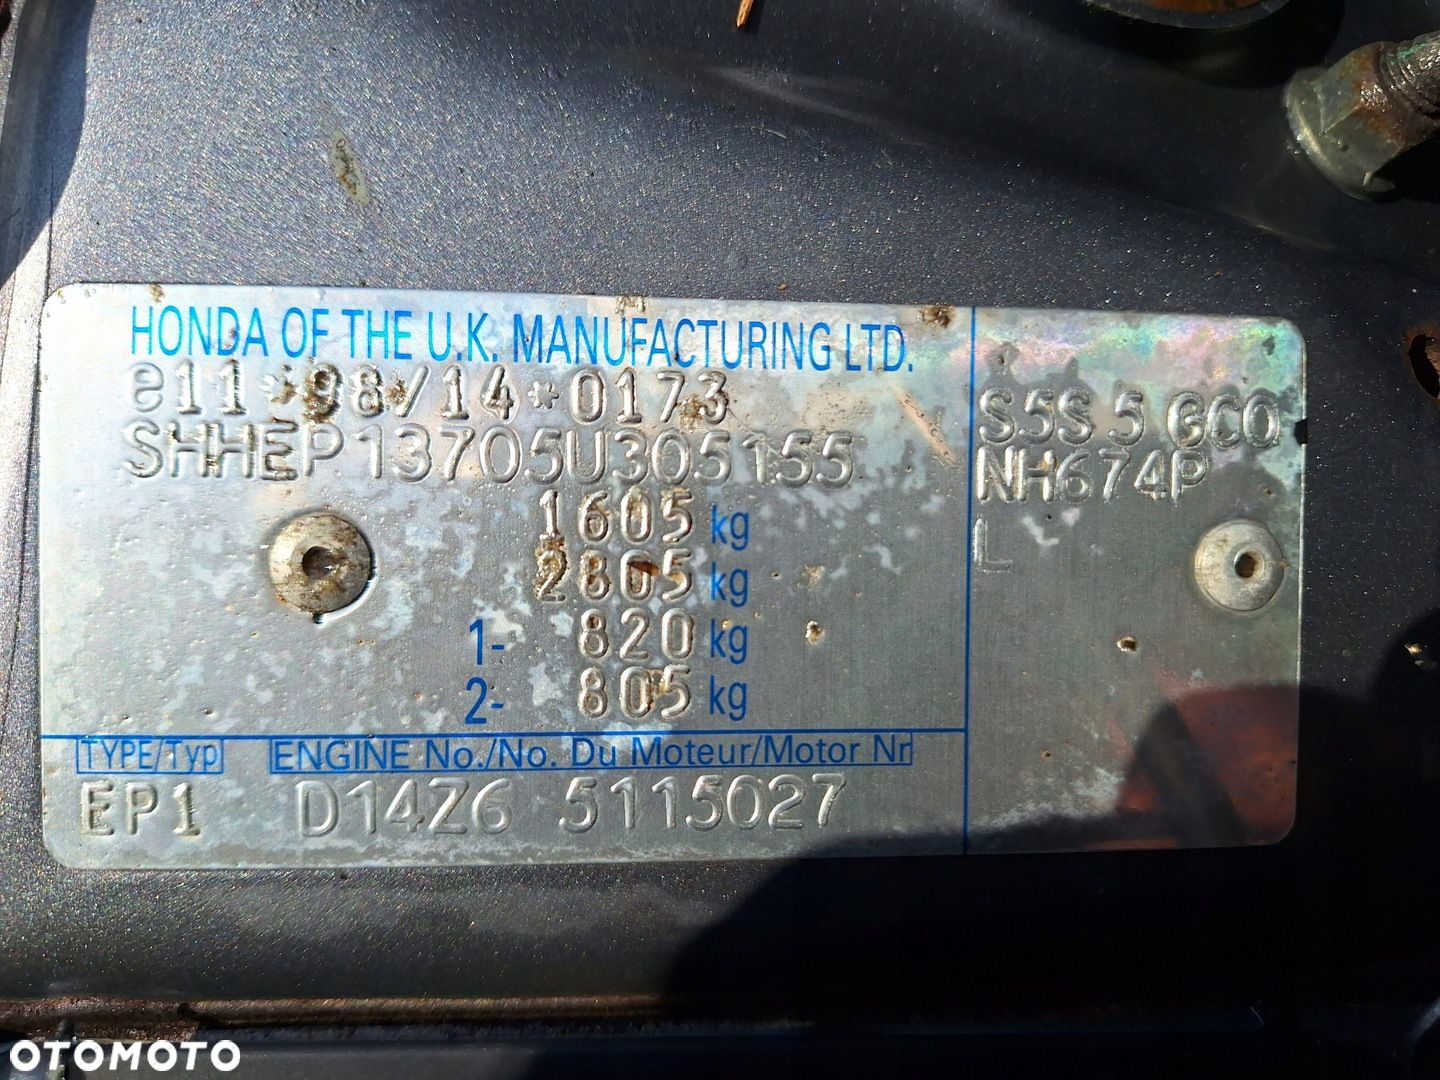 HONDA OF THE U.K. MANUFACTURING LTD.
e11*98/14*0173
SHHEP13705U305155
1605 kg
2805 kg
1- 820 kg
2- 805 kg
TYPE/Typ ENGINE No./No. Du Moteur/Motor Nr
EP1 D14Z6 5115027
S5S 5 GCO
NH674P
L
OTOMOTO